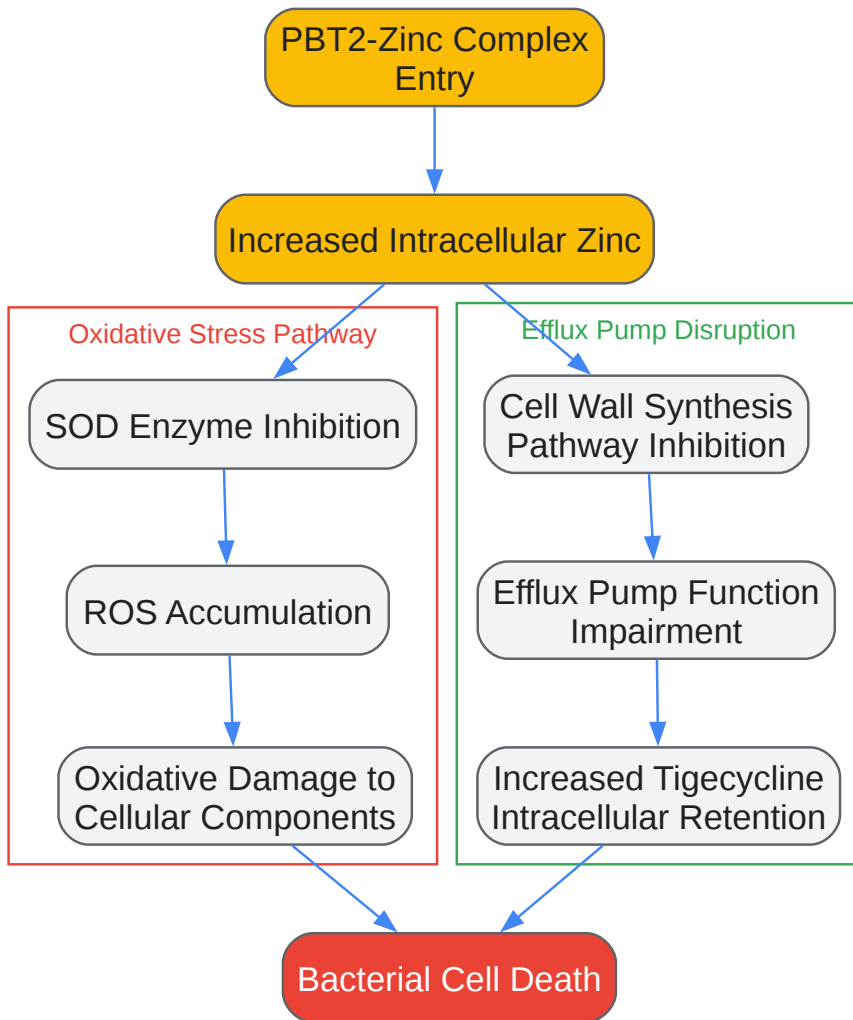 PBT2-Zinc Complex
Entry
Increased Intracellular Zinc
Oxidative Stress Pathway
SOD Enzyme Inhibition
ROS Accumulation
Oxidative Damage to
Cellular Components
Efflux Pump Disruption
Cell Wall Synthesis
Pathway Inhibition
Efflux Pump Function
Impairment
Increased Tigecycline
Intracellular Retention
Bacterial Cell Death